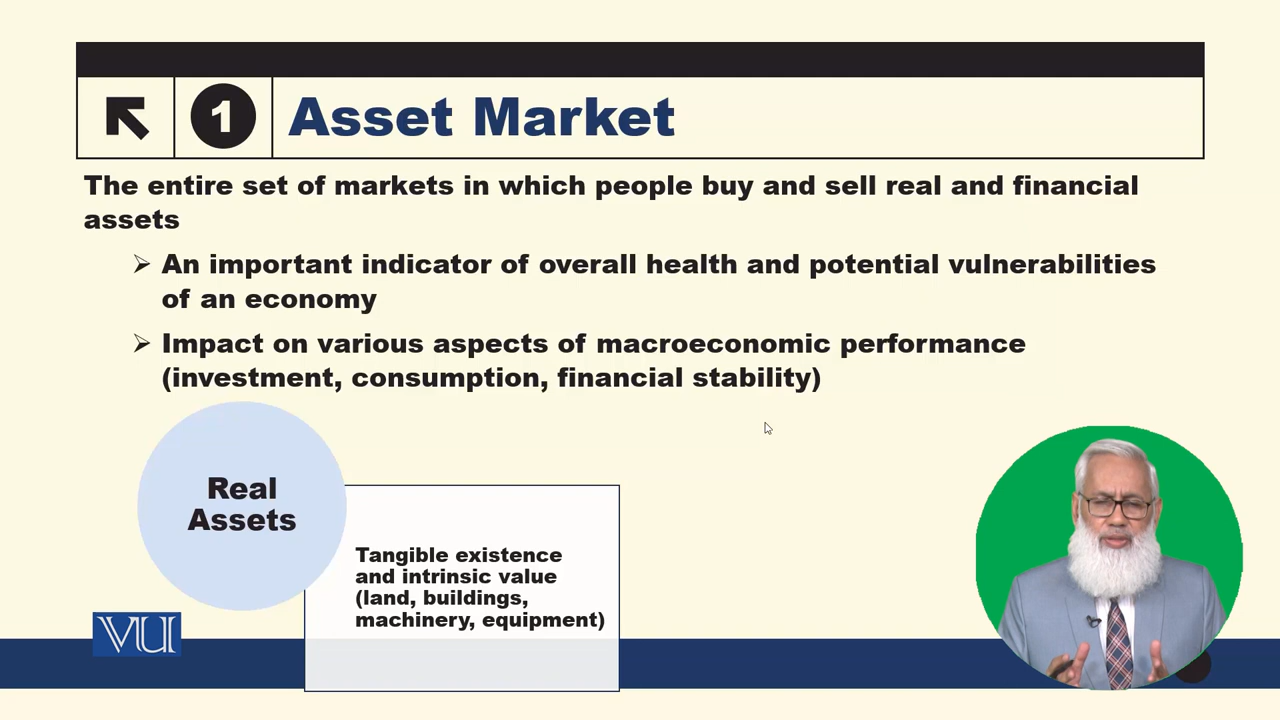 1
Asset Market
The entire set of markets in which people buy and sell real and financial
assets
➢ An important indicator of overall health and potential vulnerabilities
of an economy
➢ Impact on various aspects of macroeconomic performance
(investment, consumption, financial stability)
Real
Assets
Tangible existence
and intrinsic value
(land, buildings,
machinery, equipment)
VU